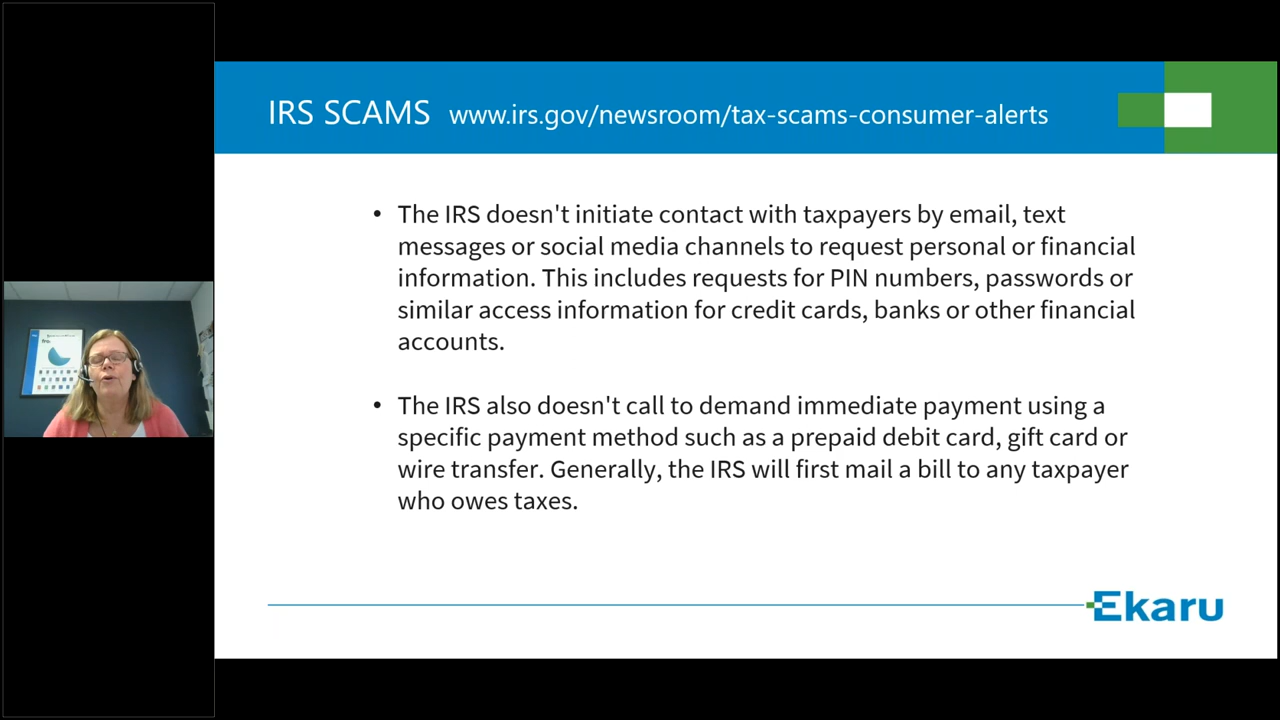 IRS SCAMS www.irs.gov/newsroom/tax-scams-consumer-alerts
• The IRS doesn't initiate contact with taxpayers by email, text
messages or social media channels to request personal or financial
information. This includes requests for PIN numbers, passwords or
similar access information for credit cards, banks or other financial
accounts.
• The IRS also doesn't call to demand immediate payment using a
specific payment method such as a prepaid debit card, gift card or
wire transfer. Generally, the IRS will first mail a bill to any taxpayer
who owes taxes.
Ekaru